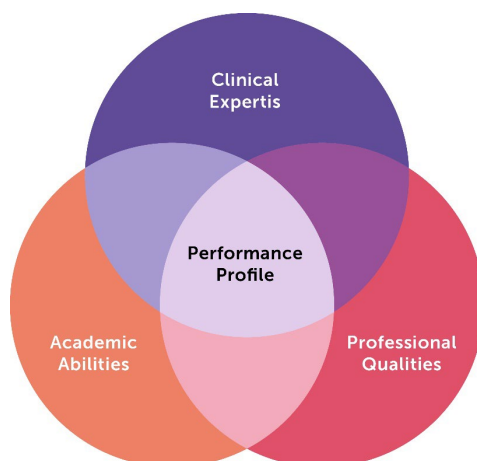 Clinical
Expertis
Performance
Profile
Academic
Abilities
Professional
Qualities